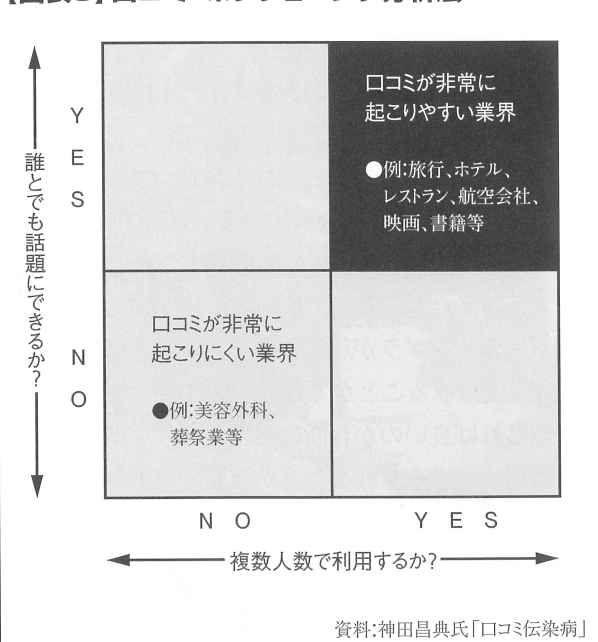 口コミが非常に
起こりやすい業界
●例:旅行、ホテル、
レストラン、航空会社、
映画、書籍等
YES
誰とでも話題にできるか?
NO
口コミが非常に
起こりにくい業界
●例:美容外科、
葬祭業等
NO
YES
複数人数で利用するか?
資料:神田昌典氏「口コミ伝染病」